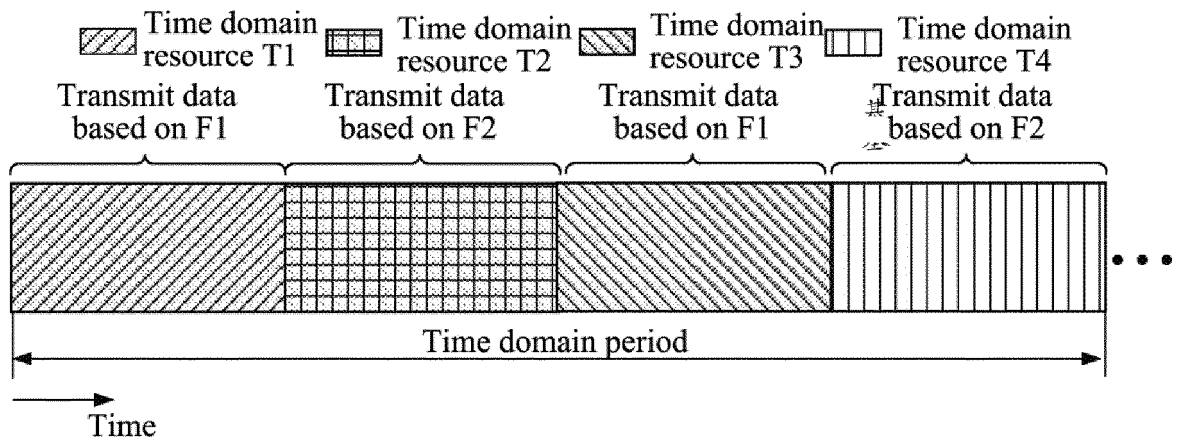 Time domain resource T1
Time domain resource T2
Time domain resource T3
Time domain resource T4
Transmit data based on F1
Transmit data based on F2
Transmit data based on F1
Transmit data based on F2
其
Time domain period
Time